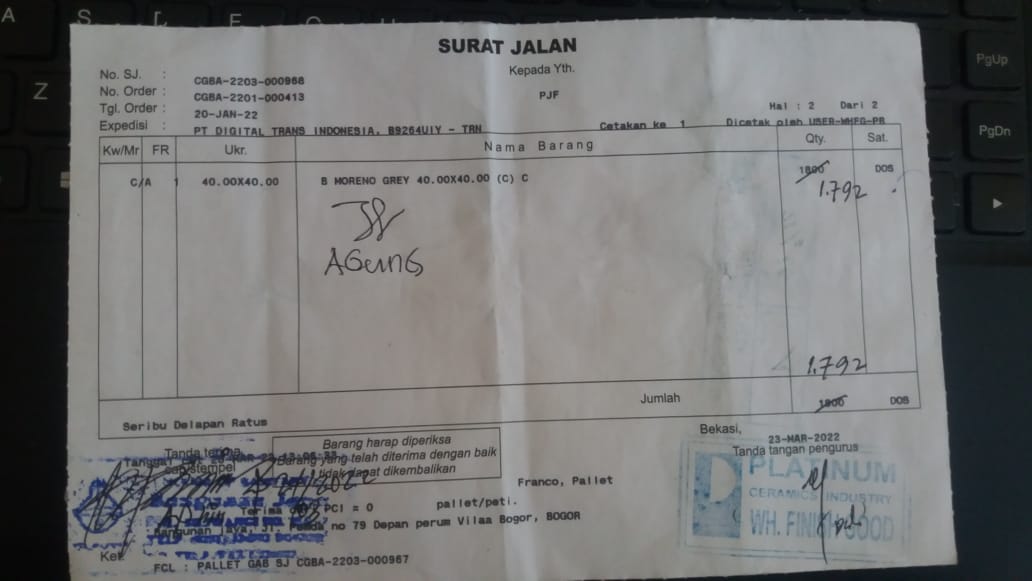 SURAT JALAN
Kepada Yth.
PJF
No. SJ. : CGBA-2203-000968
No. Order : CGBA-2201-000413
Tgl. Order : 20-JAN-22
Expedisi : PT DIGITAL TRANS INDONESIA, B9264UIY - TRN
Hal : 2 Dari 2
Cetakan ke 1 Dicetak oleh USER-WHFG-PB
Kw/Mr FR Ukr. Nama Barang Qty. Sat.
C/A 1 40.00X40.00 B MORENO GREY 40.00X40.00 (C) C 1800 DOS
1.792
AGUNG
1.792
Jumlah 1800 DOS
Seribu Delapan Ratus
Bekasi, 23-MAR-2022
Tanda terima
cap/stempel
Barang harap diperiksa
Barang yang telah diterima dengan baik
tidak dapat dikembalikan
Tanda tangan pengurus
PLATINUM
CERAMICS INDUSTRY
WH. FINISH GOOD
Franco, Pallet
Terima PCI = 0 pallet/peti.
no 79 Depan perum Vilaa Bogor, BOGOR
Ket.
FCL : PALLET GAB SJ CGBA-2203-000967
A
S
E
Z
PgUp
PgDn